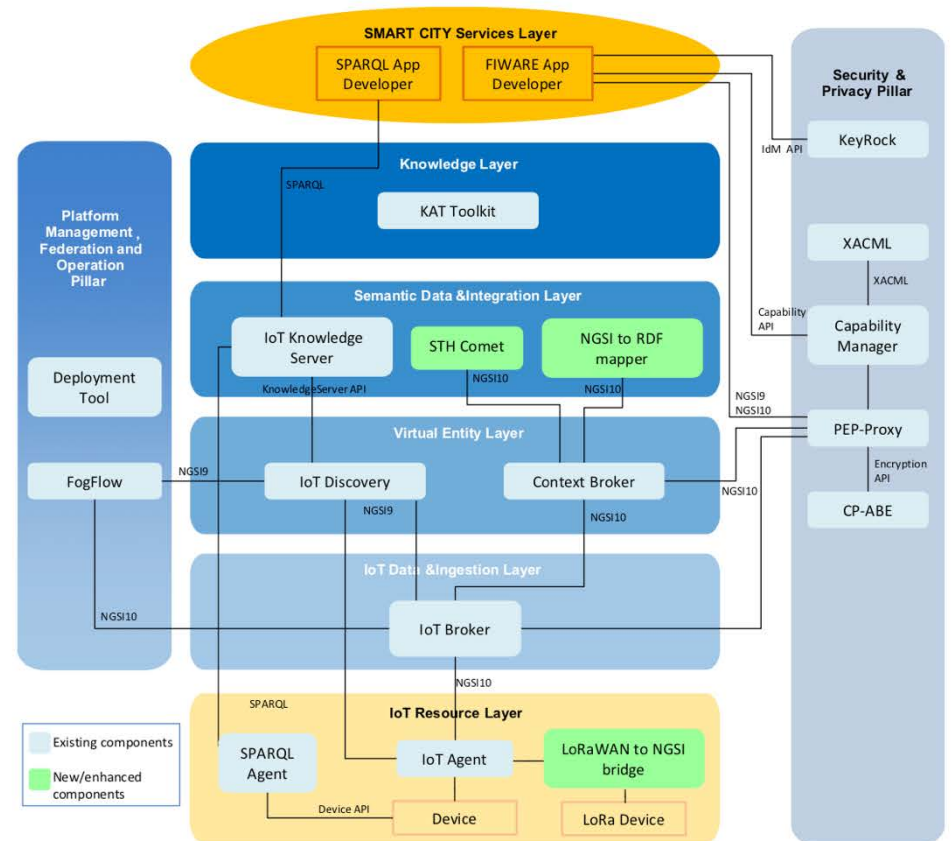 SMART CITY Services Layer
SPARQL App
Developer
FIWARE App
Developer
Security &
Privacy Pillar
KeyRock
IdM API
Knowledge Layer
SPARQL
KAT Toolkit
Platform
Management ,
Federation and
Operation
Pillar
XACML
XACML
Semantic Data &Integration Layer
Capability
API
IoT Knowledge
Server
STH Comet
NGSI to RDF
mapper
Capability
Manager
NGSI10
NGSI10
KnowledgeServer API
Deployment
Tool
NGSI9
NGSI10
Virtual Entity Layer
PEP-Proxy
NGSI9
FogFlow
IoT Discovery
Context Broker
Encryption
API
NGSI10
NGSI9
NGSI10
CP-ABE
IoT Data &Ingestion Layer
NGSI10
IoT Broker
NGSI10
SPARQL
IoT Resource Layer
Existing components
New/enhanced
components
SPARQL
Agent
IoT Agent
LoRaWAN to NGSI
bridge
Device API
Device
LoRa Device